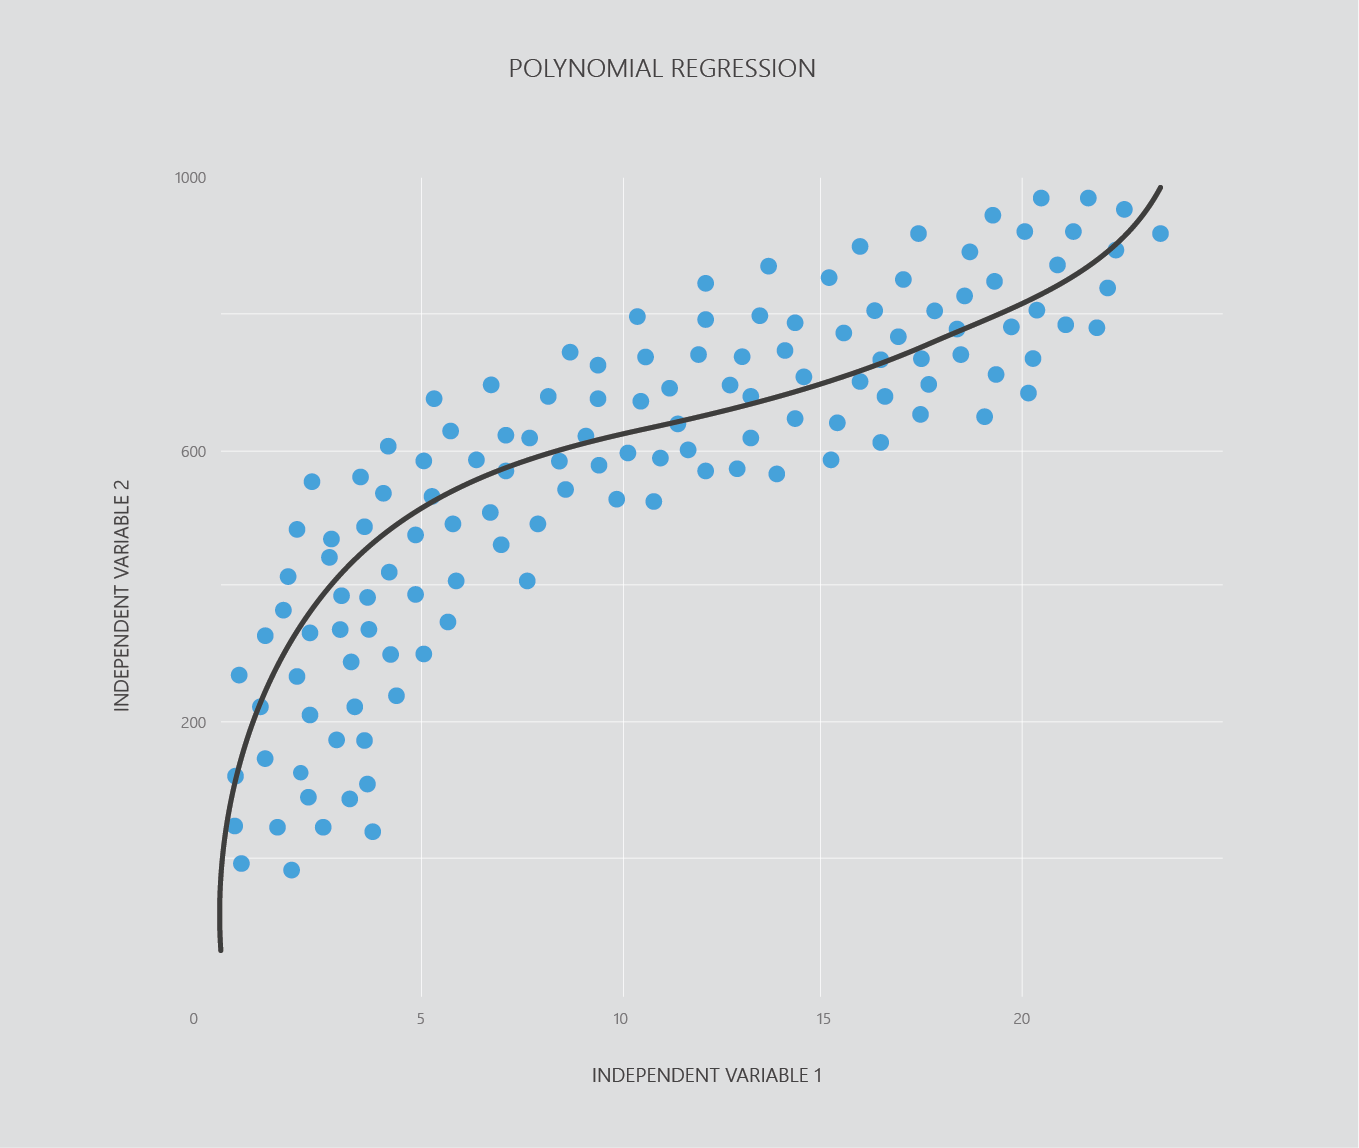 POLYNOMIAL REGRESSION
1000
600
200
INDEPENDENT VARIABLE 2
0
5
10
15
20
INDEPENDENT VARIABLE 1